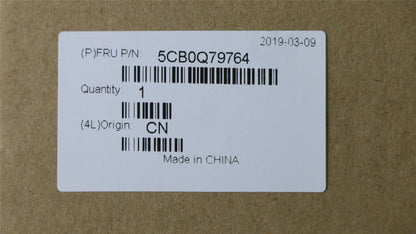 2019-03-09
(P)FRU P/N: 5CB0Q79764
Quantity: 1
(4L)Origin: CN
Made in CHINA